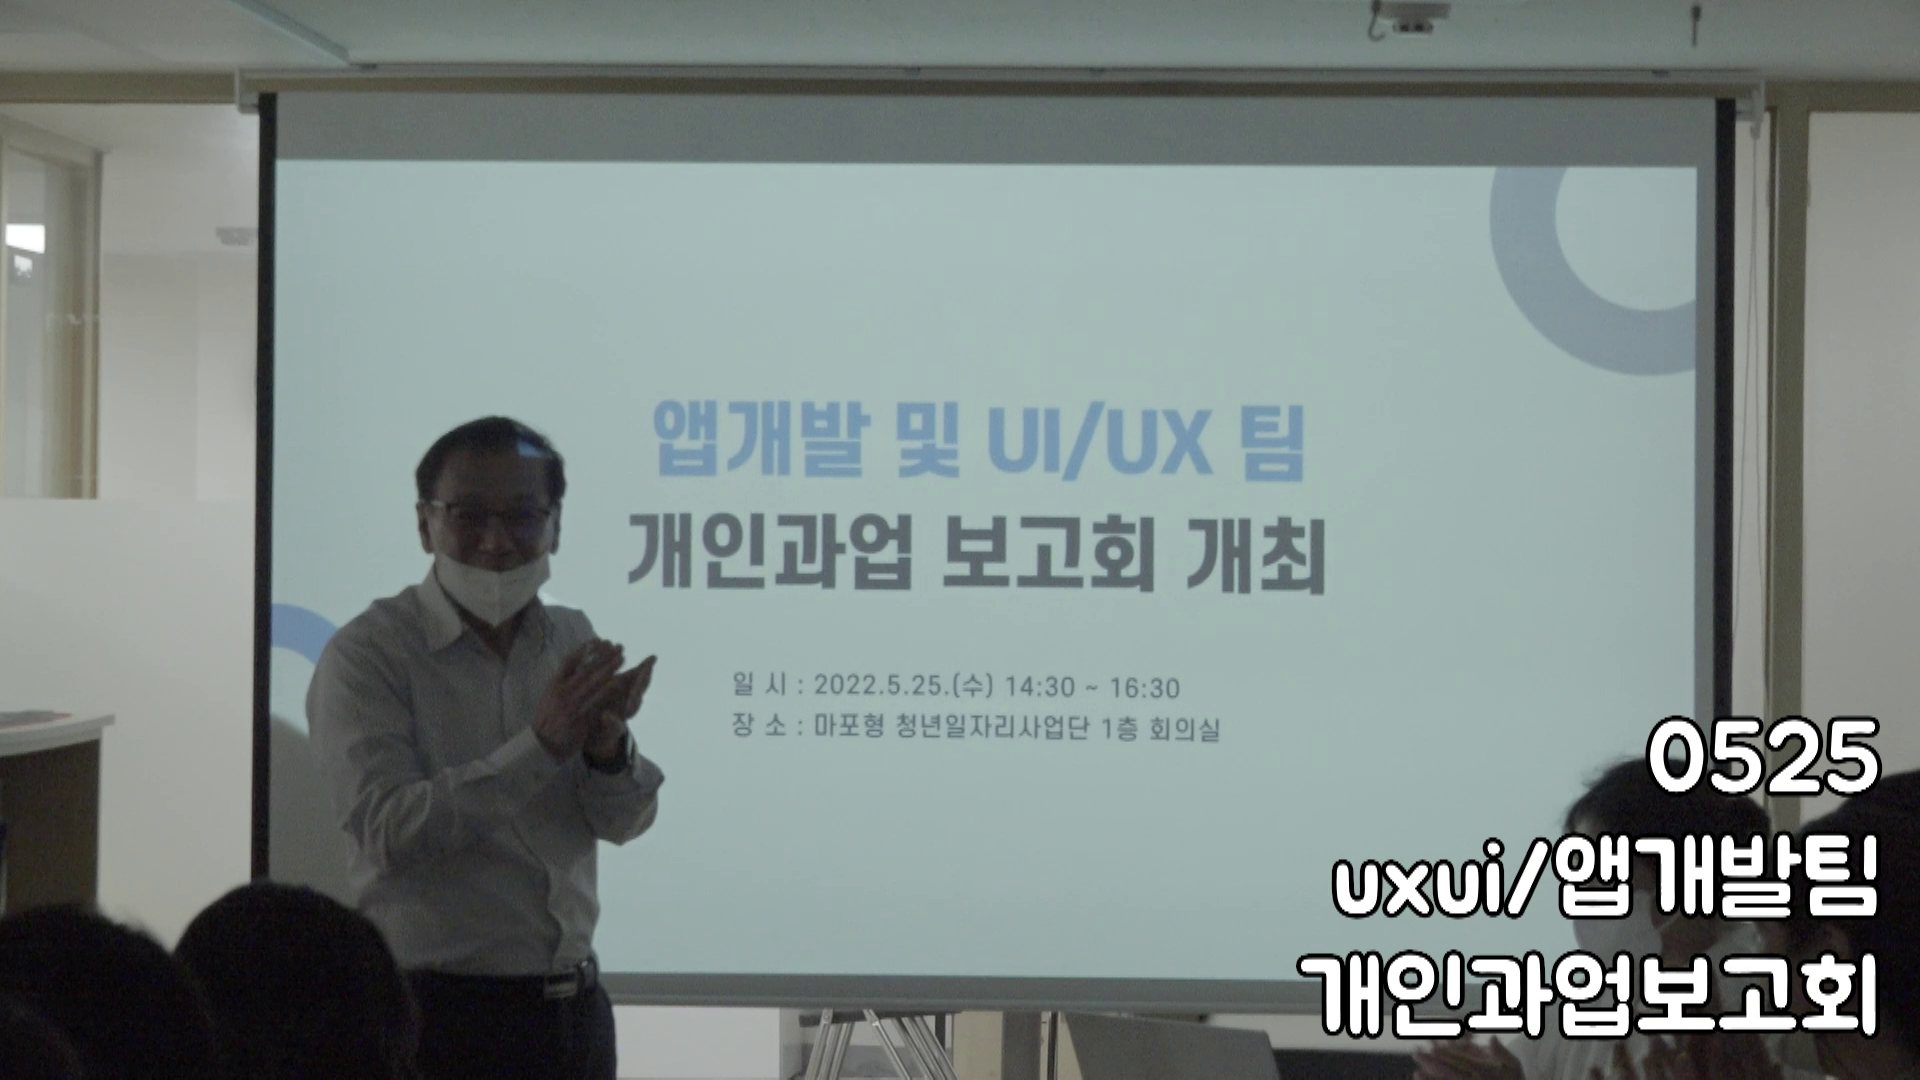 앱개발 및 UI/UX 팀
개인과업 보고회 개최
일 시 : 2022.5.25.(수) 14:30 ~ 16:30
장 소 : 마포형 청년일자리사업단 1층 회의실
0525
uxui/앱개발팀
개인과업보고회